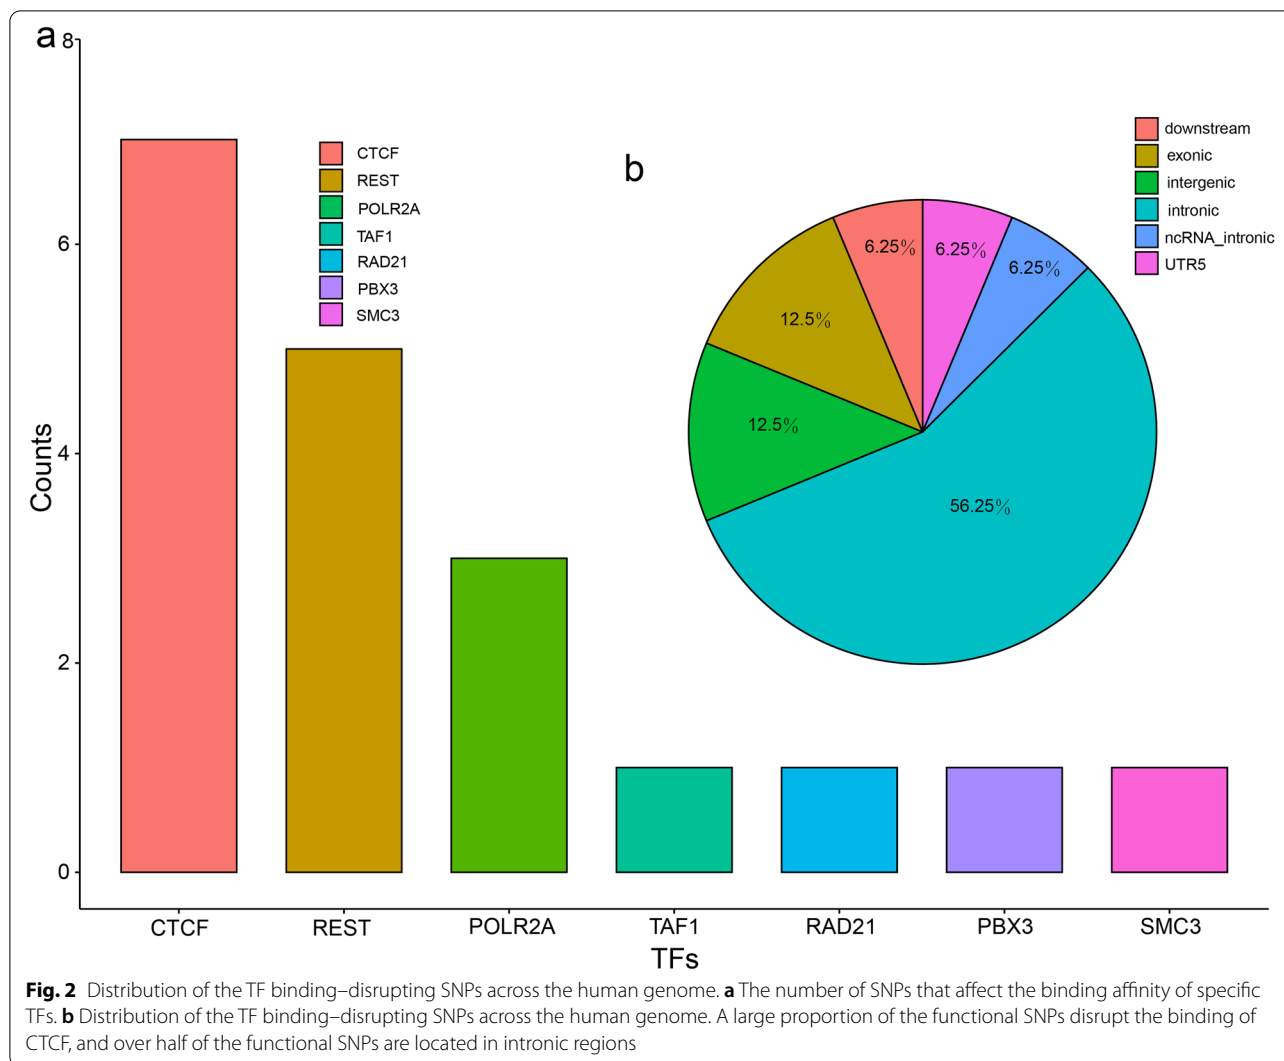 a
8
6
4
2
0
Counts
CTCF
REST
POLR2A
TAF1
RAD21
PBX3
SMC3
b
downstream
exonic
intergenic
intronic
ncRNA_intronic
UTR5
6.25%
6.25%
6.25%
12.5%
12.5%
56.25%
CTCF REST POLR2A TAF1 RAD21 PBX3 SMC3
TFs
Fig. 2 Distribution of the TF binding–disrupting SNPs across the human genome. a The number of SNPs that affect the binding affinity of specific
TFs. b Distribution of the TF binding–disrupting SNPs across the human genome. A large proportion of the functional SNPs disrupt the binding of
CTCF, and over half of the functional SNPs are located in intronic regions